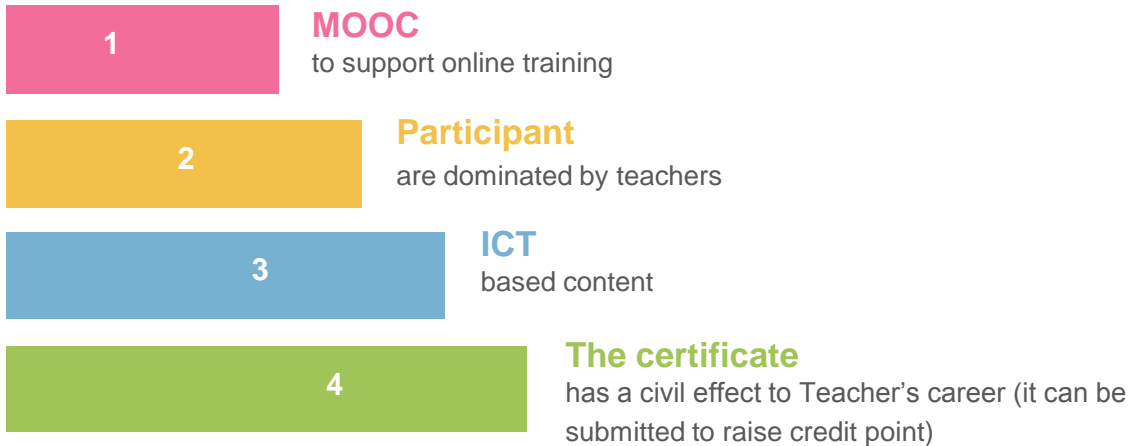 1
MOOC
to support online training
2
Participant
are dominated by teachers
3
ICT
based content
4
The certificate
has a civil effect to Teacher's career (it can be
submitted to raise credit point)